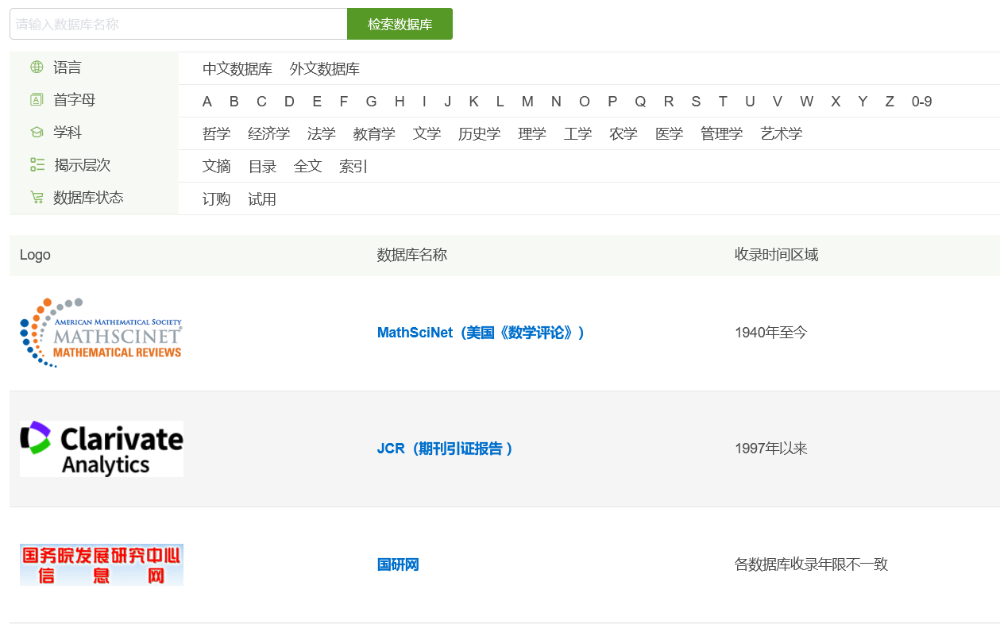 请输入数据库名称 检索数据库
语言 中文数据库 外文数据库
首字母 A B C D E F G H I J K L M N O P Q R S T U V W X Y Z 0-9
学科 哲学 经济学 法学 教育学 文学 历史学 理学 工学 农学 医学 管理学 艺术学
揭示层次 文摘 目录 全文 索引
数据库状态 订购 试用
Logo 数据库名称 收录时间区域
AMERICAN MATHEMATICAL SOCIETY
MATHSCINET®
MATHEMATICAL REVIEWS
MathSciNet（美国《数学评论》） 1940年至今
Clarivate
Analytics
JCR（期刊引证报告 ） 1997年以来
国务院发展研究中心
信息网
国研网 各数据库收录年限不一致